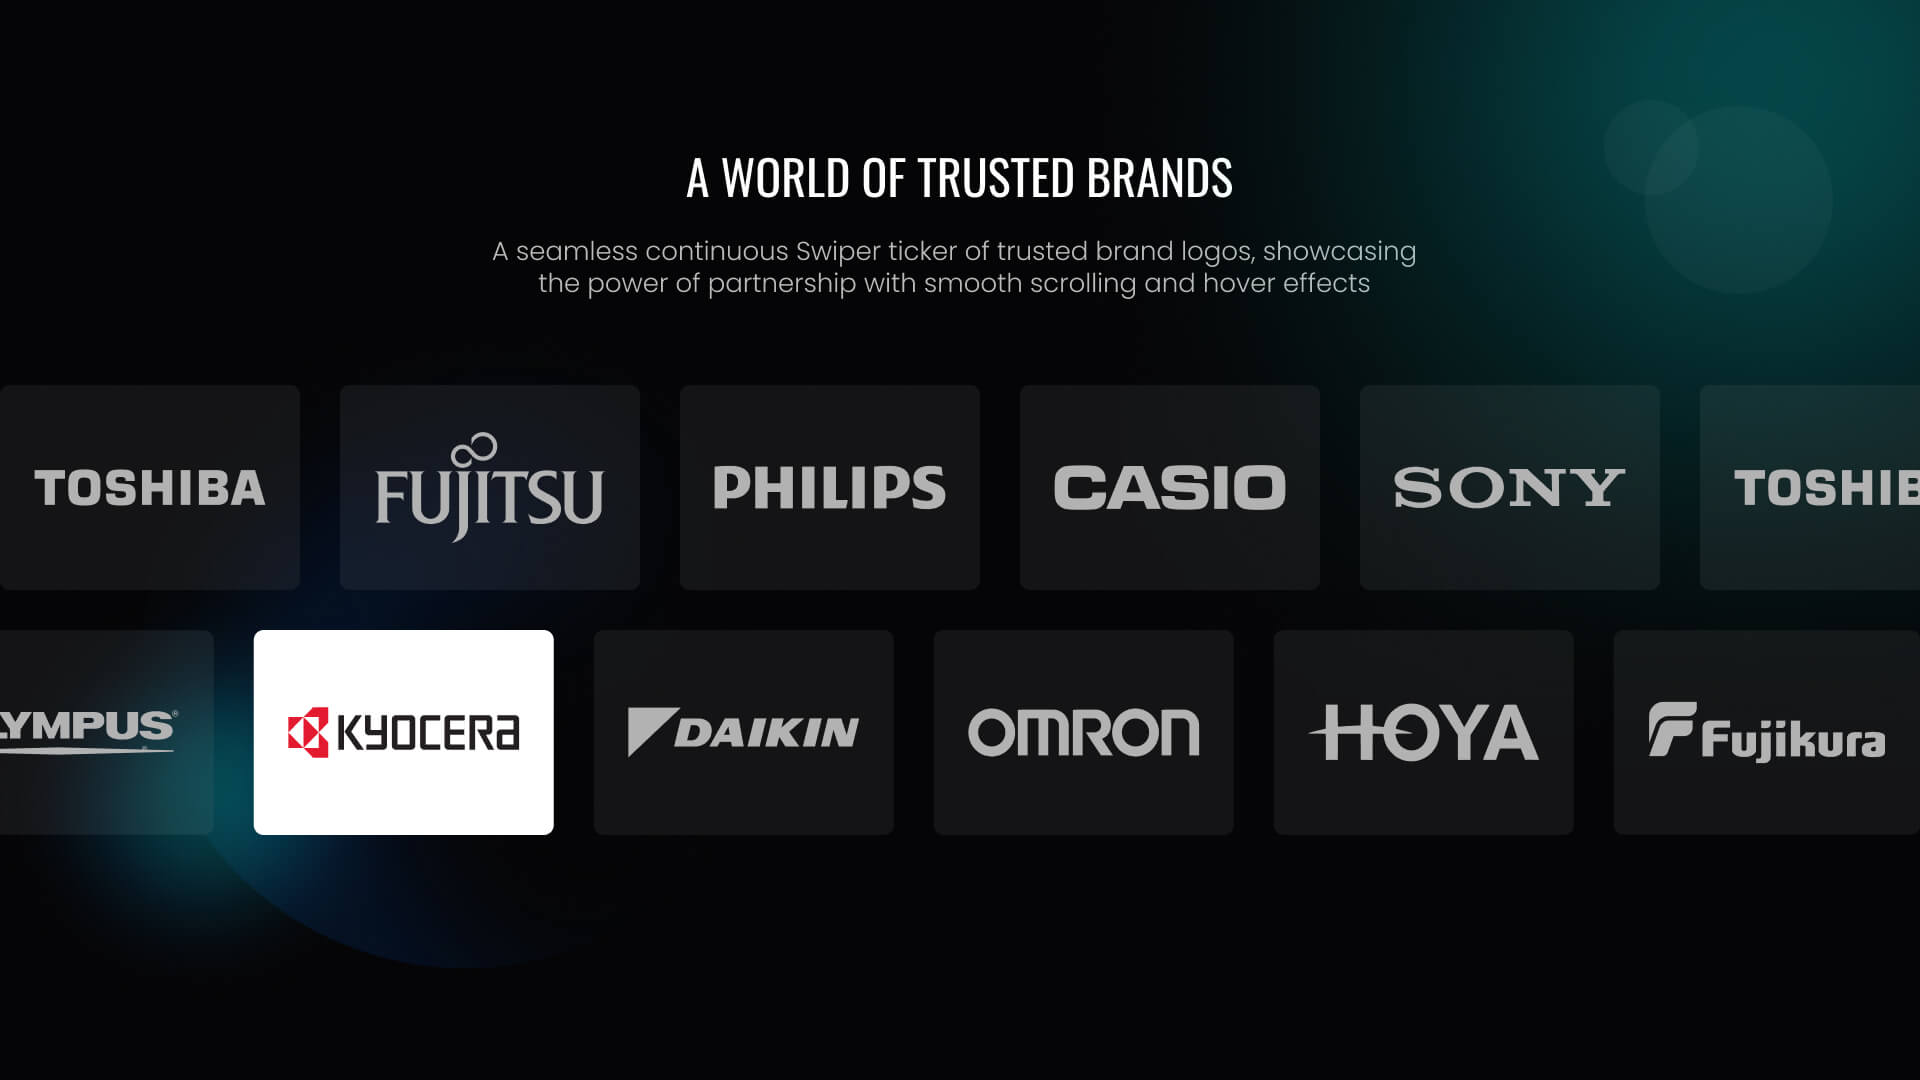 A WORLD OF TRUSTED BRANDS
A seamless continuous Swiper ticker of trusted brand logos, showcasing
the power of partnership with smooth scrolling and hover effects
TOSHIBA
FUJITSU
PHILIPS
CASIO
SONY
TOSHIB
LYMPUS®
KYOCERA
DAIKIN
OMRON
HOYA
Fujikura